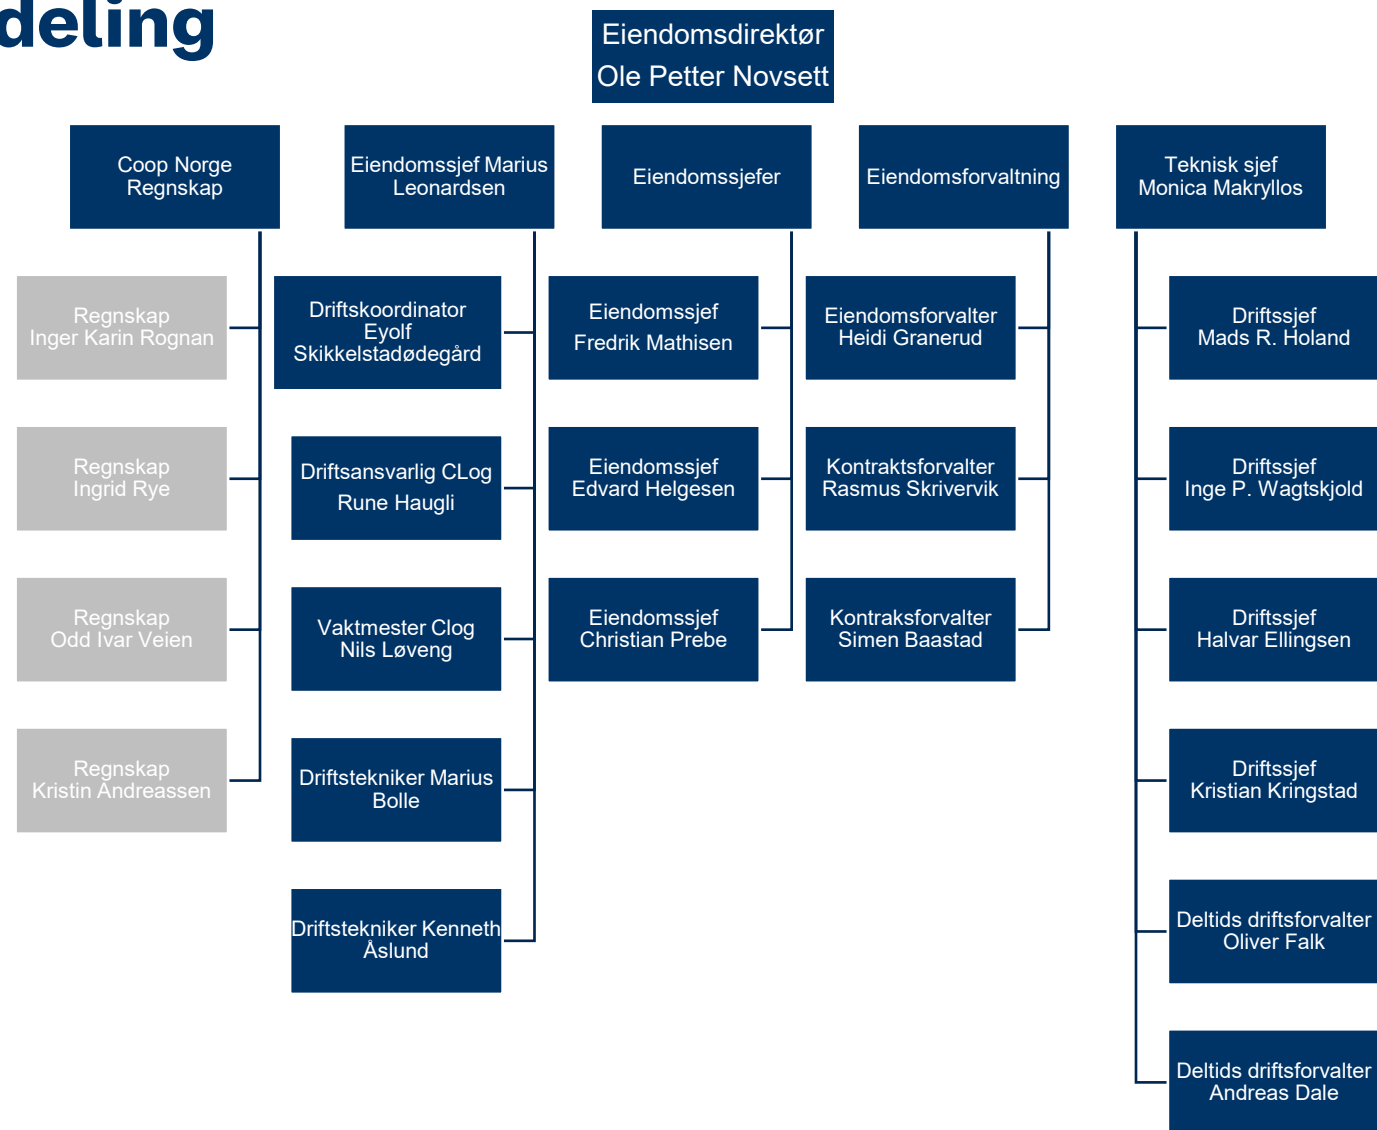 deling
Eiendomsdirektør
Ole Petter Novsett
Coop Norge
Regnskap
Regnskap
Inger Karin Rognan
Regnskap
Ingrid Rye
Regnskap
Odd Ivar Veien
Regnskap
Kristin Andreassen
Eiendomssjef Marius
Leonardsen
Driftskoordinator
Eyolf
Skikkelstadødegård
Driftsansvarlig CLog
Rune Haugli
Vaktmester Clog
Nils Løveng
Driftstekniker Marius
Bolle
Driftstekniker Kenneth
Åslund
Eiendomssjefer
Eiendomssjef
Fredrik Mathisen
Eiendomssjef
Edvard Helgesen
Eiendomssjef
Christian Prebe
Eiendomsforvaltning
Eiendomsforvalter
Heidi Granerud
Kontraktsforvalter
Rasmus Skrivervik
Kontraksforvalter
Simen Baastad
Teknisk sjef
Monica Makryllos
Driftssjef
Mads R. Holand
Driftssjef
Inge P. Wagtskjold
Driftssjef
Halvar Ellingsen
Driftssjef
Kristian Kringstad
Deltids driftsforvalter
Oliver Falk
Deltids driftsforvalter
Andreas Dale